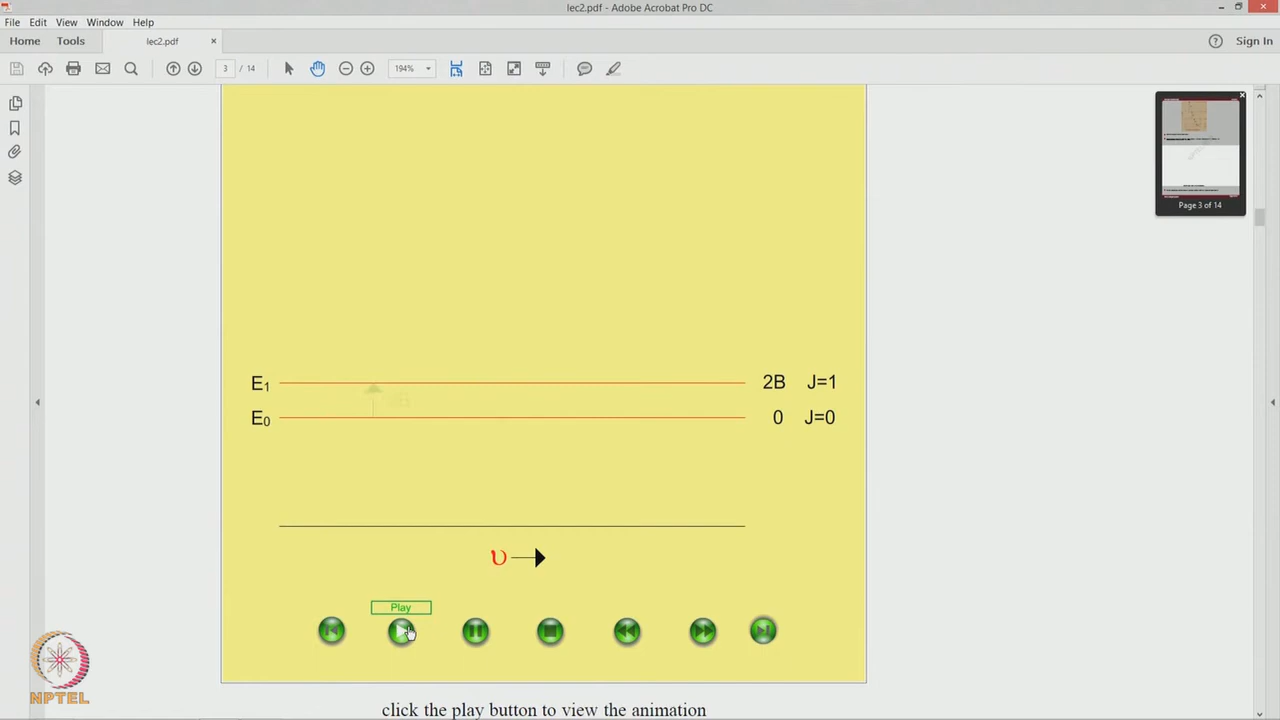 lec2.pdf - Adobe Acrobat Pro DC
File Edit View Window Help
Home Tools lec2.pdf × Sign In
3 / 14 194%
Page 3 of 14
E₁ 2B J=1
E₀ 0 J=0
υ
Play
NPTEL
click the play button to view the animation